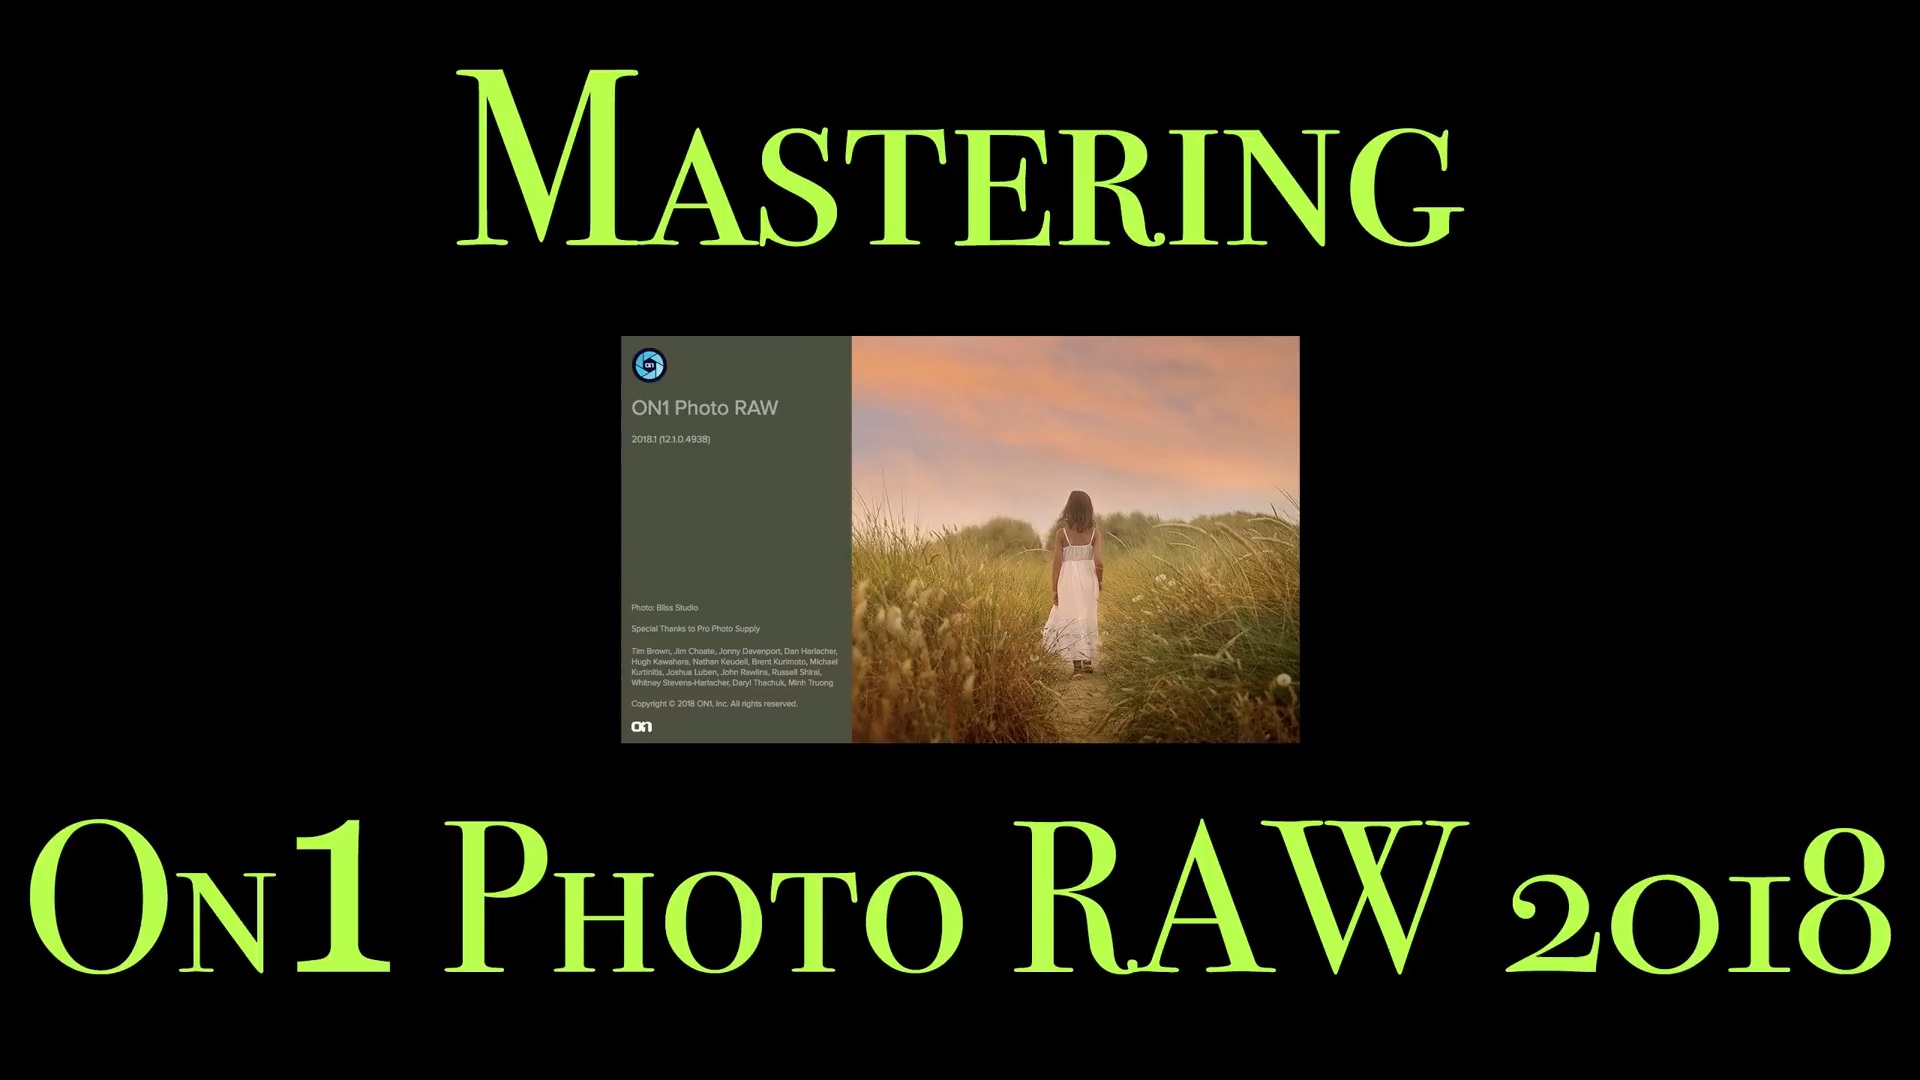 Mastering
ON1
ON1 Photo RAW
2018.1 (12.1.0.4938)
Photo: Bliss Studio
Special Thanks to Pro Photo Supply
Tim Brown, Jim Choate, Jonny Davenport, Dan Harlacher,
Hugh Kawahara, Nathan Keudell, Brent Kurimoto, Michael
Kurtinitis, Joshua Luben, John Rawlins, Russell Shiral,
Whitney Stevens-Harlacher, Daryl Thachuk, Minh Truong
Copyright © 2018 ON1, Inc. All rights reserved.
on1
On1 Photo RAW 2018